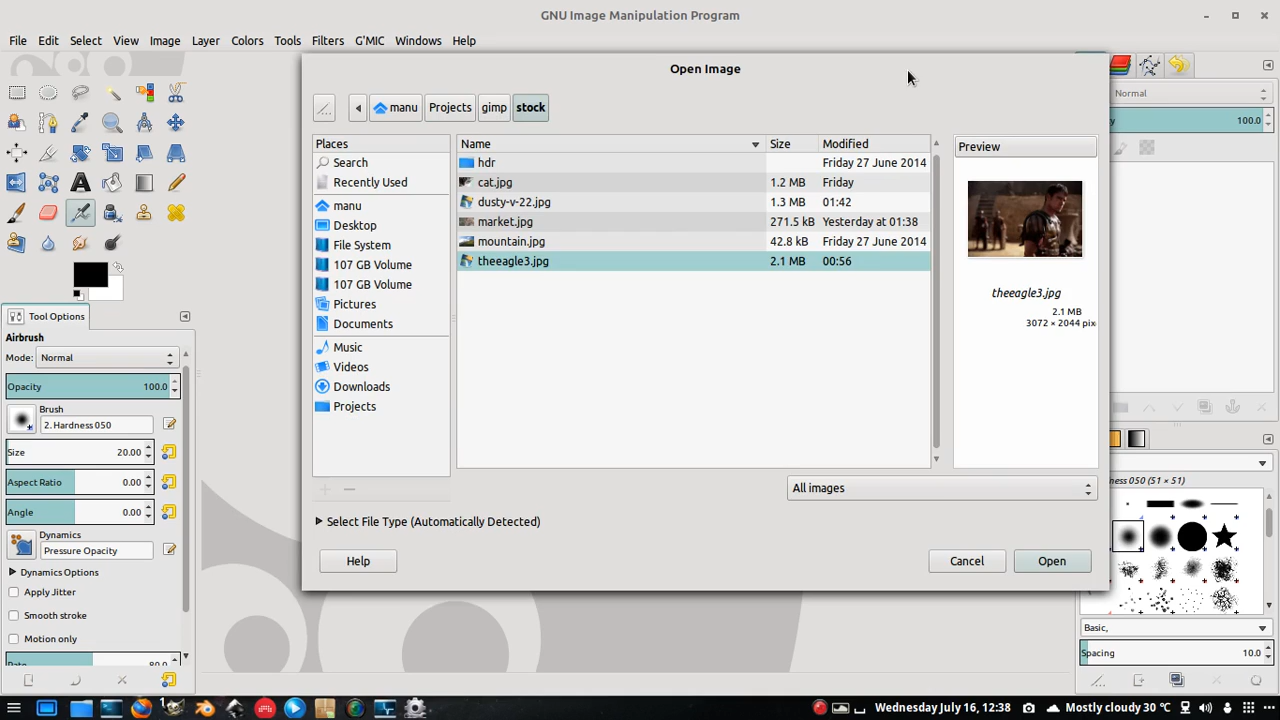 GNU Image Manipulation Program
File Edit Select View Image Layer Colors Tools Filters G'MIC Windows Help
Open Image
manu Projects gimp stock
Normal
100.0
Places Name Size Modified Preview
Search hdr Friday 27 June 2014
Recently Used cat.jpg 1.2 MB Friday
manu dusty-v-22.jpg 1.3 MB 01:42
Desktop market.jpg 271.5 kB Yesterday at 01:38
File System mountain.jpg 42.8 kB Friday 27 June 2014
107 GB Volume theeagle3.jpg 2.1 MB 00:56
107 GB Volume
Pictures
Documents
Music
Videos
Downloads
Projects
theeagle3.jpg
2.1 MB
3072 × 2044 pix
All images
Select File Type (Automatically Detected)
Help Cancel Open
Tool Options
Airbrush
Mode: Normal
Opacity 100.0
Brush
2. Hardness 050
Size 20.00
Aspect Ratio 0.00
Angle 0.00
Dynamics
Pressure Opacity
Dynamics Options
Apply Jitter
Smooth stroke
Motion only
Rate 80.0
ness 050 (51 × 51)
Basic,
Spacing 10.0
Wednesday July 16, 12:38 Mostly cloudy 30 °C